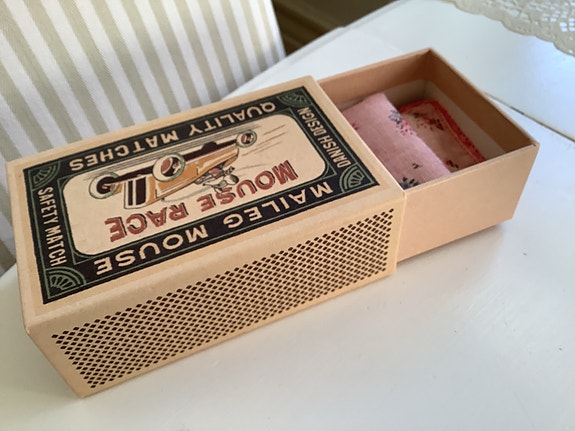 MAILEG MOUSE
MOUSE RACE
QUALITY MATCHES
SAFETY MATCH
DANISH DESIGN